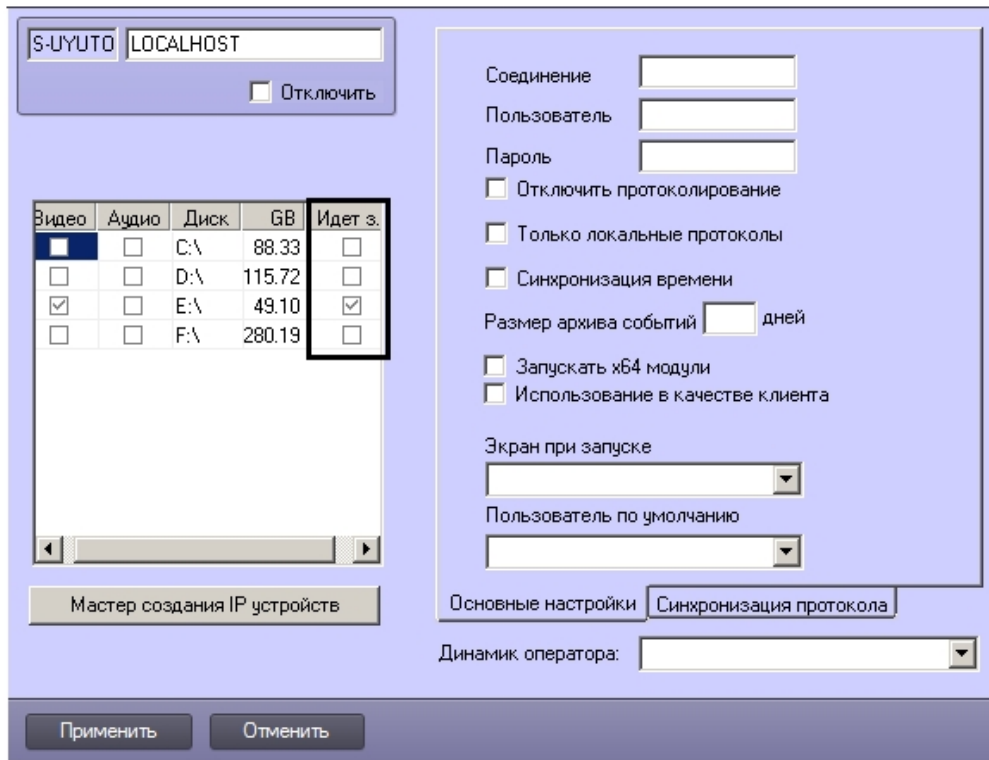 S-UYUTO LOCALHOST
Отключить
Видео Аудио Диск GB Идет з.
C:\ 88.33
D:\ 115.72
E:\ 49.10
F:\ 280.19
Мастер создания IP устройств
Соединение
Пользователь
Пароль
Отключить протоколирование
Только локальные протоколы
Синхронизация времени
Размер архива событий дней
Запускать x64 модули
Использование в качестве клиента
Экран при запуске
Пользователь по умолчанию
Основные настройки Синхронизация протокола
Динамик оператора:
Применить Отменить